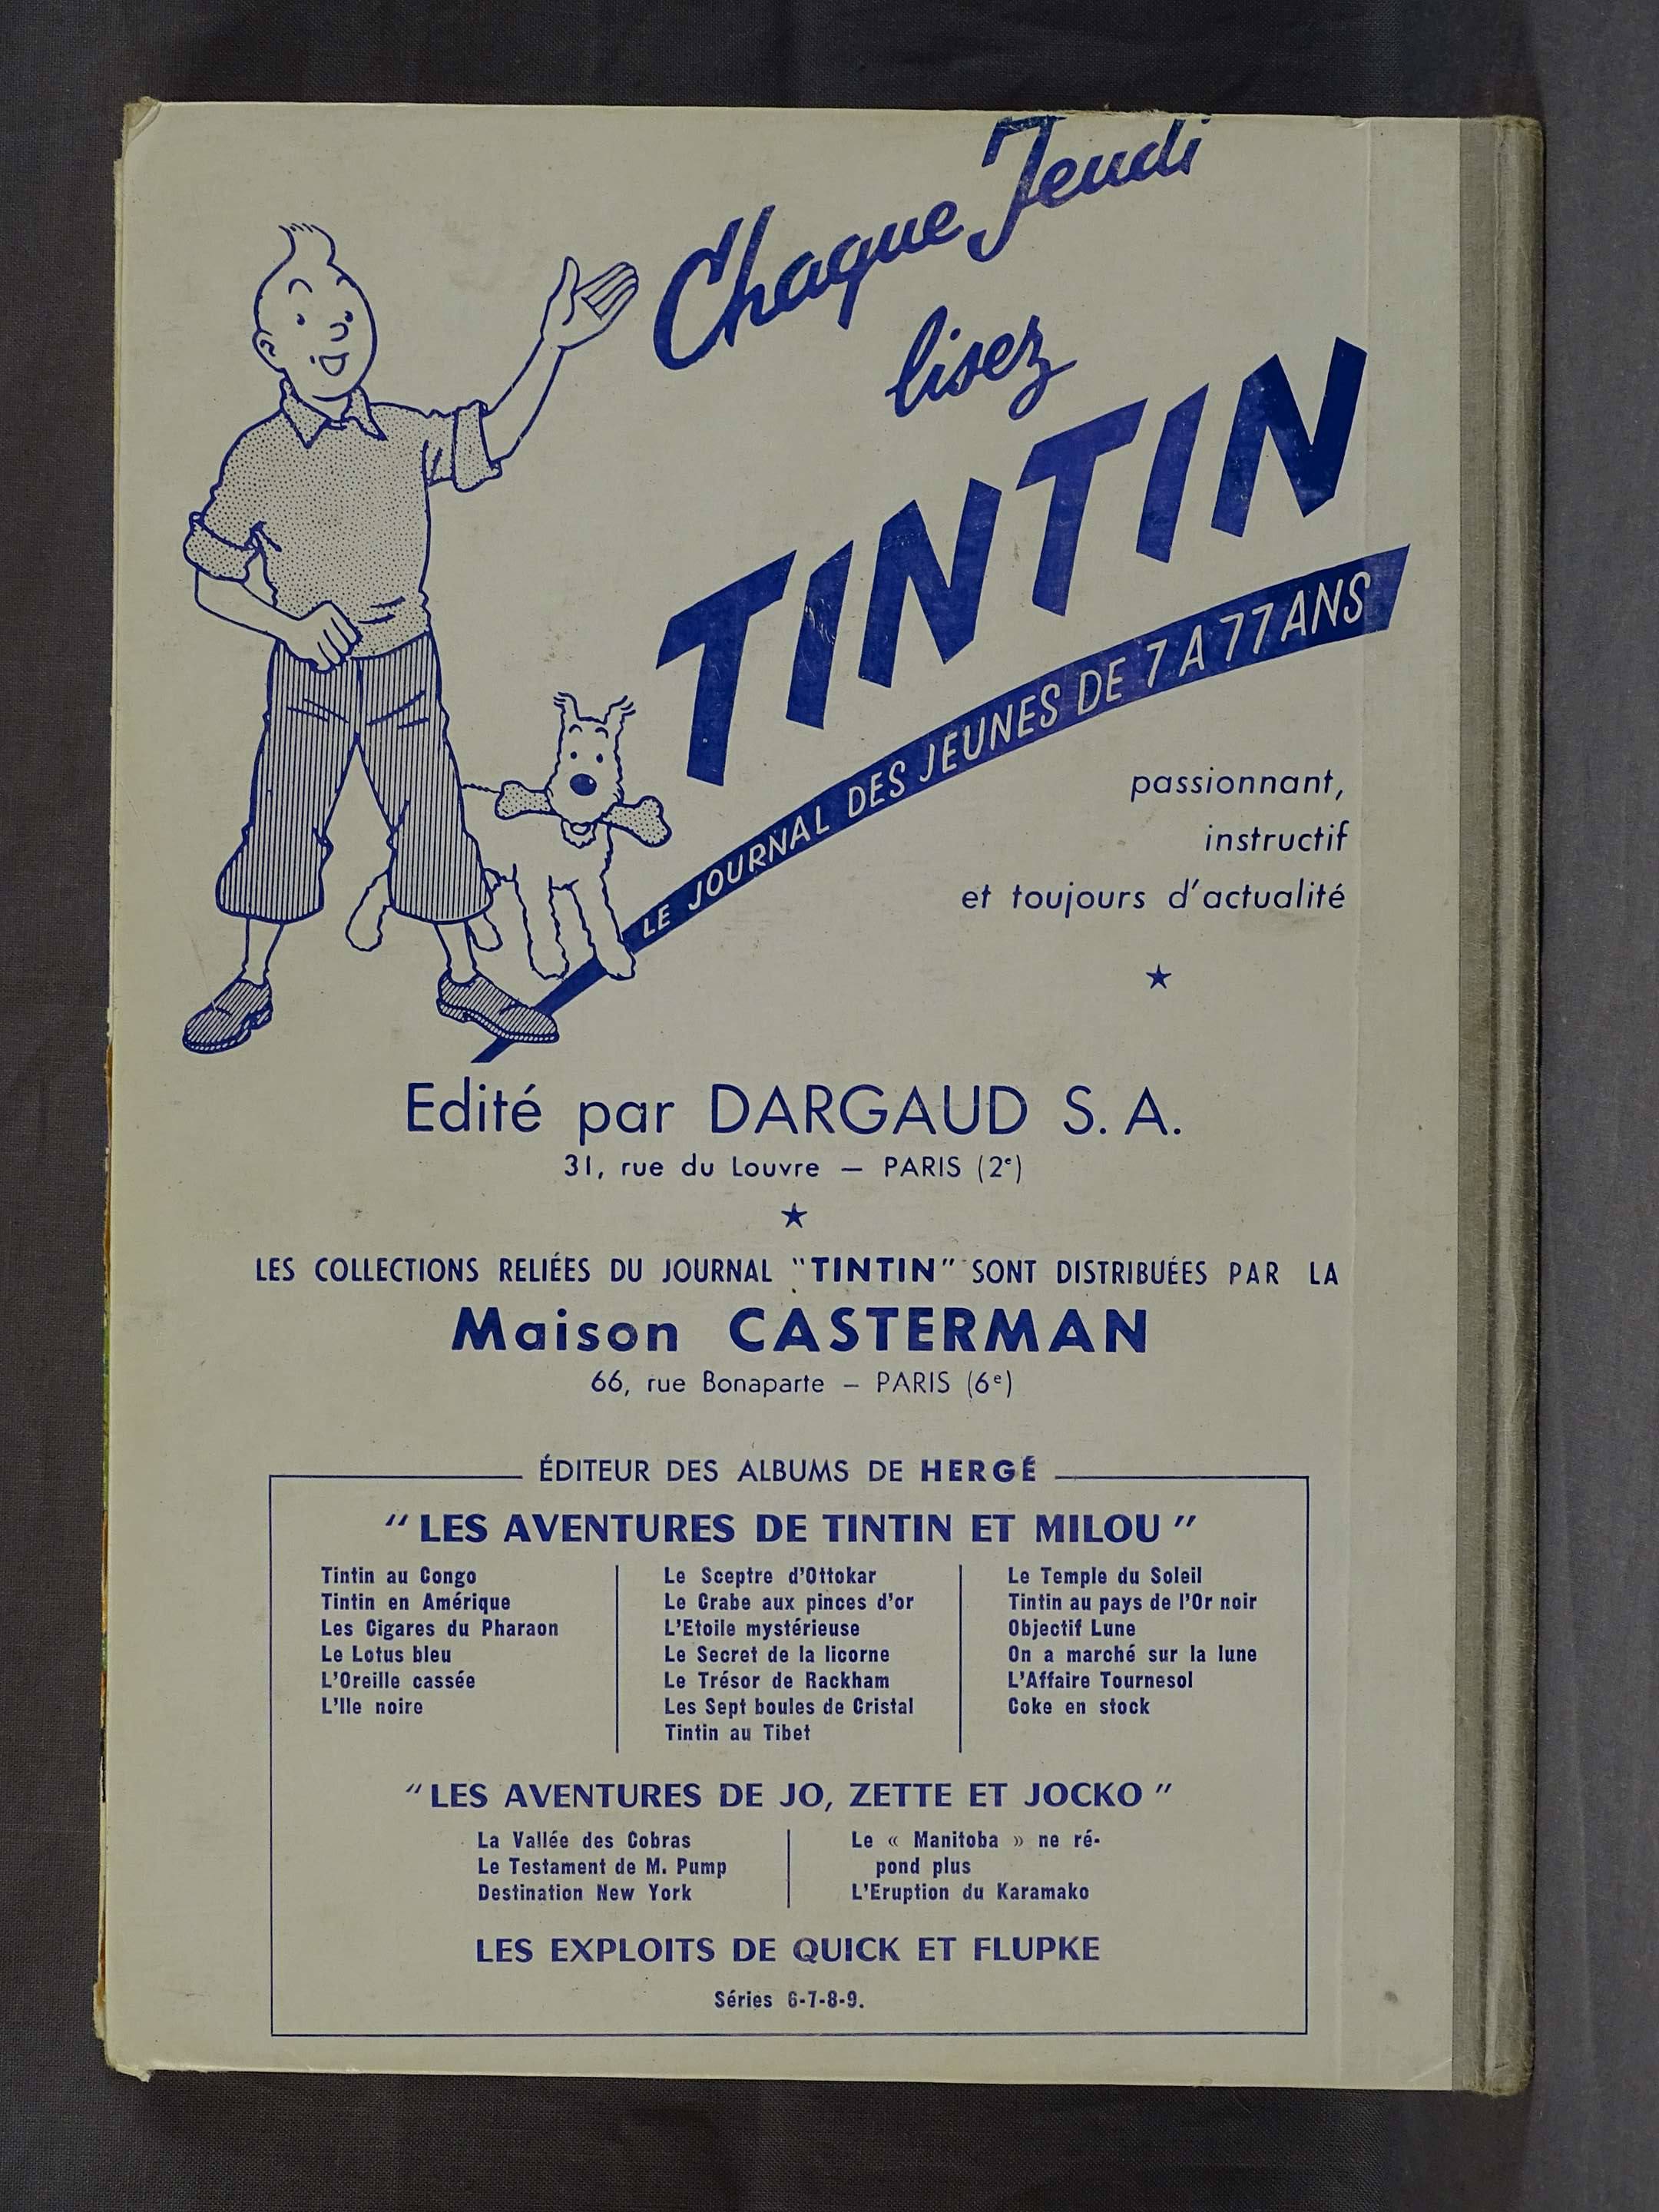 Chaque Jeudi
lisez
TINTIN
LE JOURNAL DES JEUNES DE 7 A 77 ANS
passionnant,
instructif
et toujours d'actualité
★
Edité par DARGAUD S. A.
31, rue du Louvre — PARIS (2e)
★
LES COLLECTIONS RELIÉES DU JOURNAL "TINTIN" SONT DISTRIBUÉES PAR LA
Maison CASTERMAN
66, rue Bonaparte — PARIS (6e)
ÉDITEUR DES ALBUMS DE HERGÉ
"LES AVENTURES DE TINTIN ET MILOU"
Tintin au Congo
Tintin en Amérique
Les Cigares du Pharaon
Le Lotus bleu
L'Oreille cassée
L'Ile noire
Le Sceptre d'Ottokar
Le Crabe aux pinces d'or
L'Etoile mystérieuse
Le Secret de la licorne
Le Trésor de Rackham
Les Sept boules de Cristal
Tintin au Tibet
Le Temple du Soleil
Tintin au pays de l'Or noir
Objectif Lune
On a marché sur la lune
L'Affaire Tournesol
Coke en stock
"LES AVENTURES DE JO, ZETTE ET JOCKO"
La Vallée des Cobras
Le Testament de M. Pump
Destination New York
Le « Manitoba » ne ré-
pond plus
L'Eruption du Karamako
LES EXPLOITS DE QUICK ET FLUPKE
Séries 6-7-8-9.